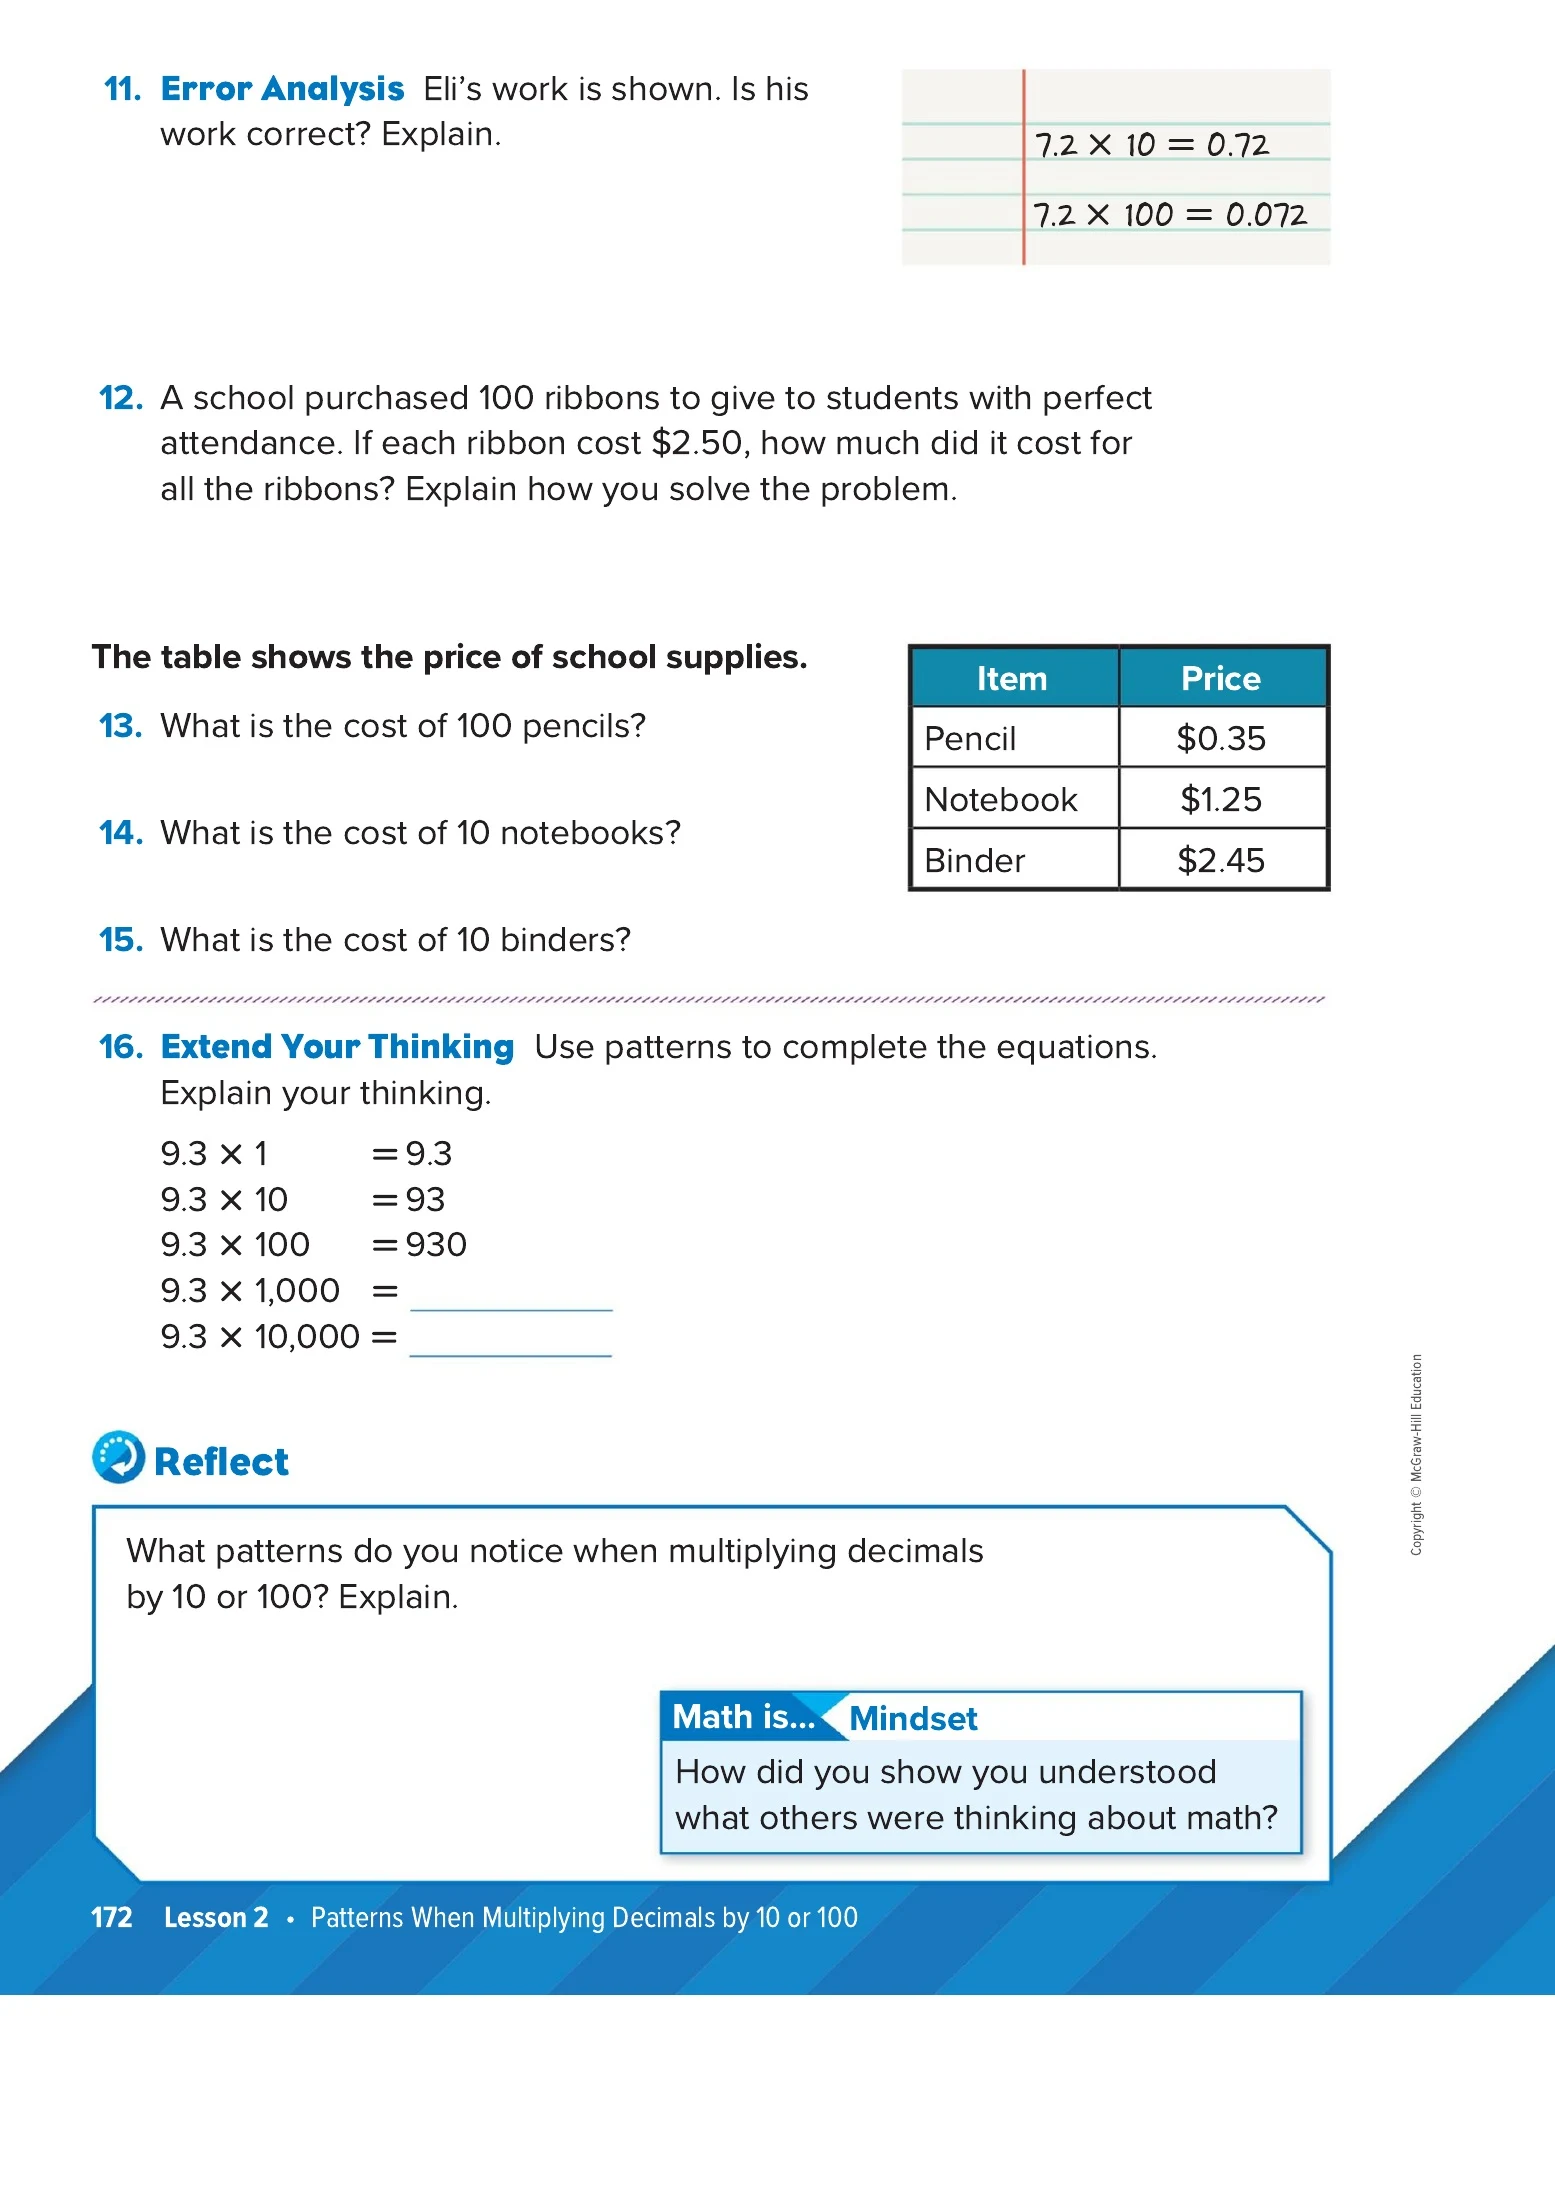 11. Error Analysis Eli’s work is shown. Is his
work correct? Explain.
7.2 × 10 = 0.72
7.2 × 100 = 0.072
12. A school purchased 100 ribbons to give to students with perfect
attendance. If each ribbon cost $2.50, how much did it cost for
all the ribbons? Explain how you solve the problem.
The table shows the price of school supplies.
13. What is the cost of 100 pencils?
14. What is the cost of 10 notebooks?
15. What is the cost of 10 binders?
Item Price
Pencil $0.35
Notebook $1.25
Binder $2.45
16. Extend Your Thinking Use patterns to complete the equations.
Explain your thinking.
9.3 × 1 = 9.3
9.3 × 10 = 93
9.3 × 100 = 930
9.3 × 1,000 =
9.3 × 10,000 =
Copyright © McGraw-Hill Education
Reflect
What patterns do you notice when multiplying decimals
by 10 or 100? Explain.
Math is... Mindset
How did you show you understood
what others were thinking about math?
172 Lesson 2 • Patterns When Multiplying Decimals by 10 or 100